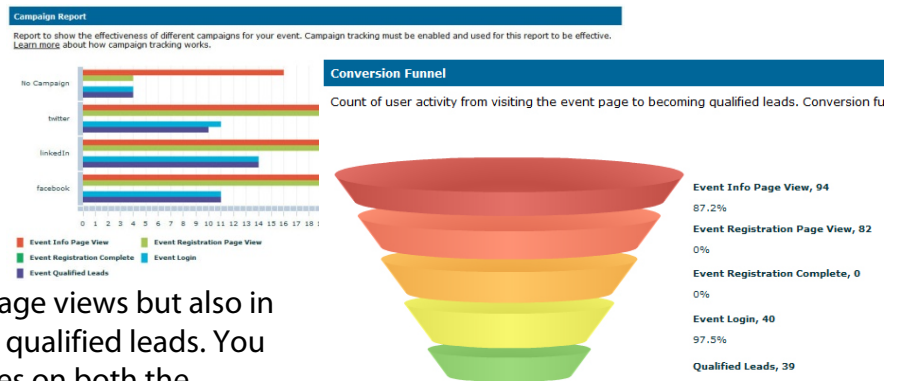 Campaign Report
Report to show the effectiveness of different campaigns for your event. Campaign tracking must be enabled and used for this report to be effective.
Learn more about how campaign tracking works.
No Campaign
twitter
linkedIn
facebook
0 1 2 3 4 5 6 7 8 9 10 11 12 13 14 15 16 17 18
Event Info Page View
Event Registration Page View
Event Registration Complete
Event Login
Event Qualified Leads
Conversion Funnel
Count of user activity from visiting the event page to becoming qualified leads. Conversion fu
Event Info Page View, 94
87.2%
Event Registration Page View, 82
0%
Event Registration Complete, 0
0%
Event Login, 40
97.5%
Qualified Leads, 39
age views but also in
qualified leads. You
es on both the